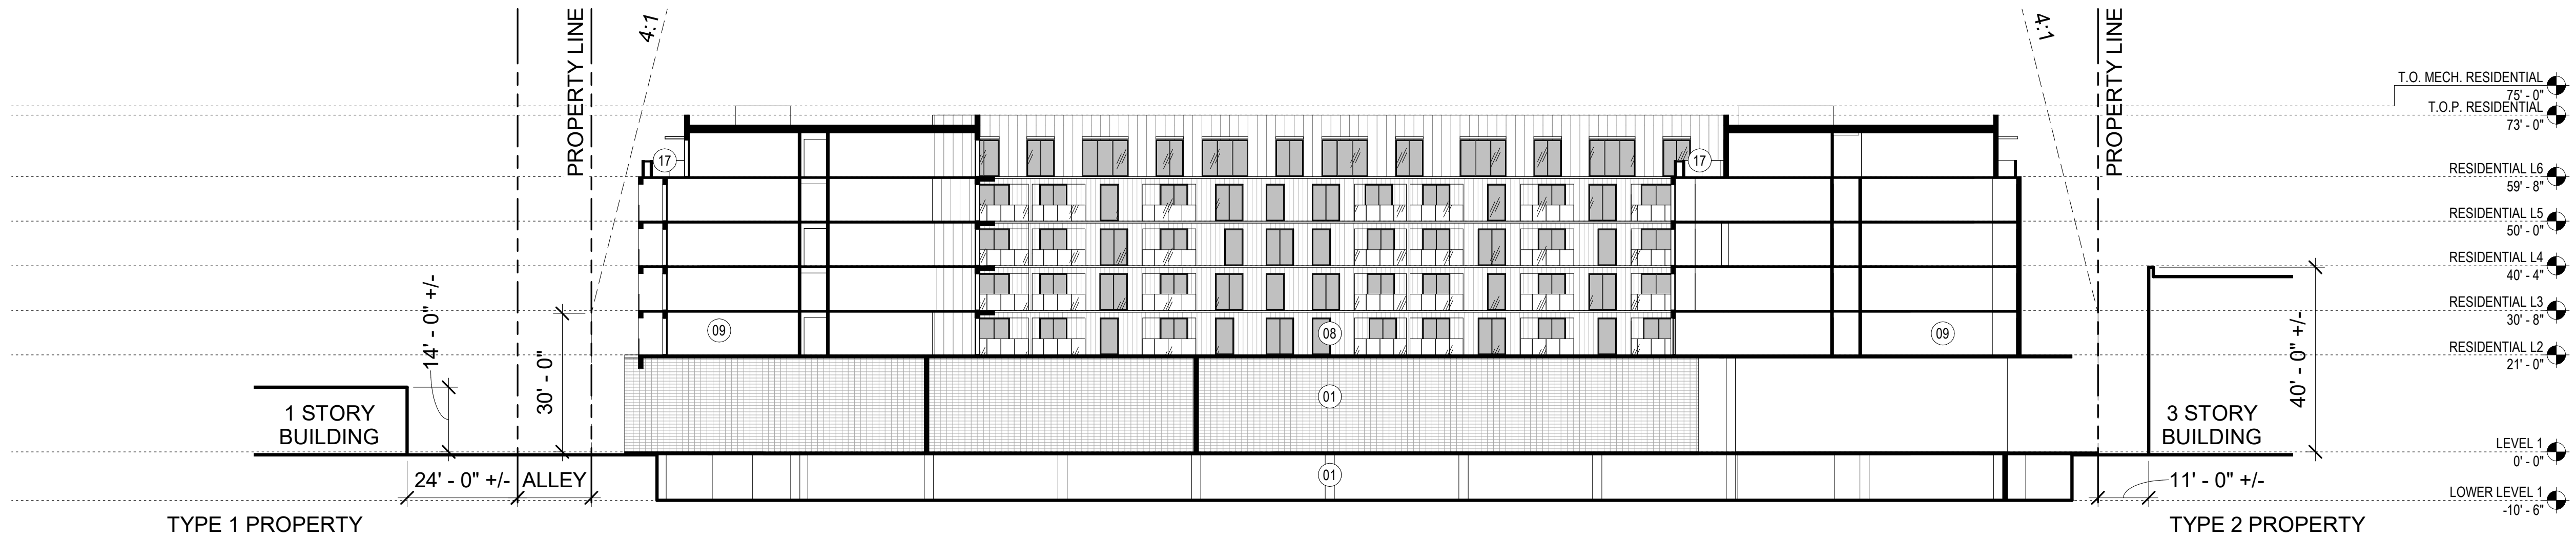 PROPERTY LINE
4:1
4:1
PROPERTY LINE
T.O. MECH. RESIDENTIAL
75' - 0"
T.O.P. RESIDENTIAL
73' - 0"
17
17
RESIDENTIAL L6
59' - 8"
RESIDENTIAL L5
50' - 0"
RESIDENTIAL L4
40' - 4"
RESIDENTIAL L3
30' - 8"
RESIDENTIAL L2
21' - 0"
14' - 0" +/-
30' - 0"
09
08
09
40' - 0" +/-
1 STORY
BUILDING
01
3 STORY
BUILDING
LEVEL 1
0' - 0"
24' - 0" +/-
ALLEY
01
11' - 0" +/-
LOWER LEVEL 1
-10' - 6"
TYPE 1 PROPERTY
TYPE 2 PROPERTY